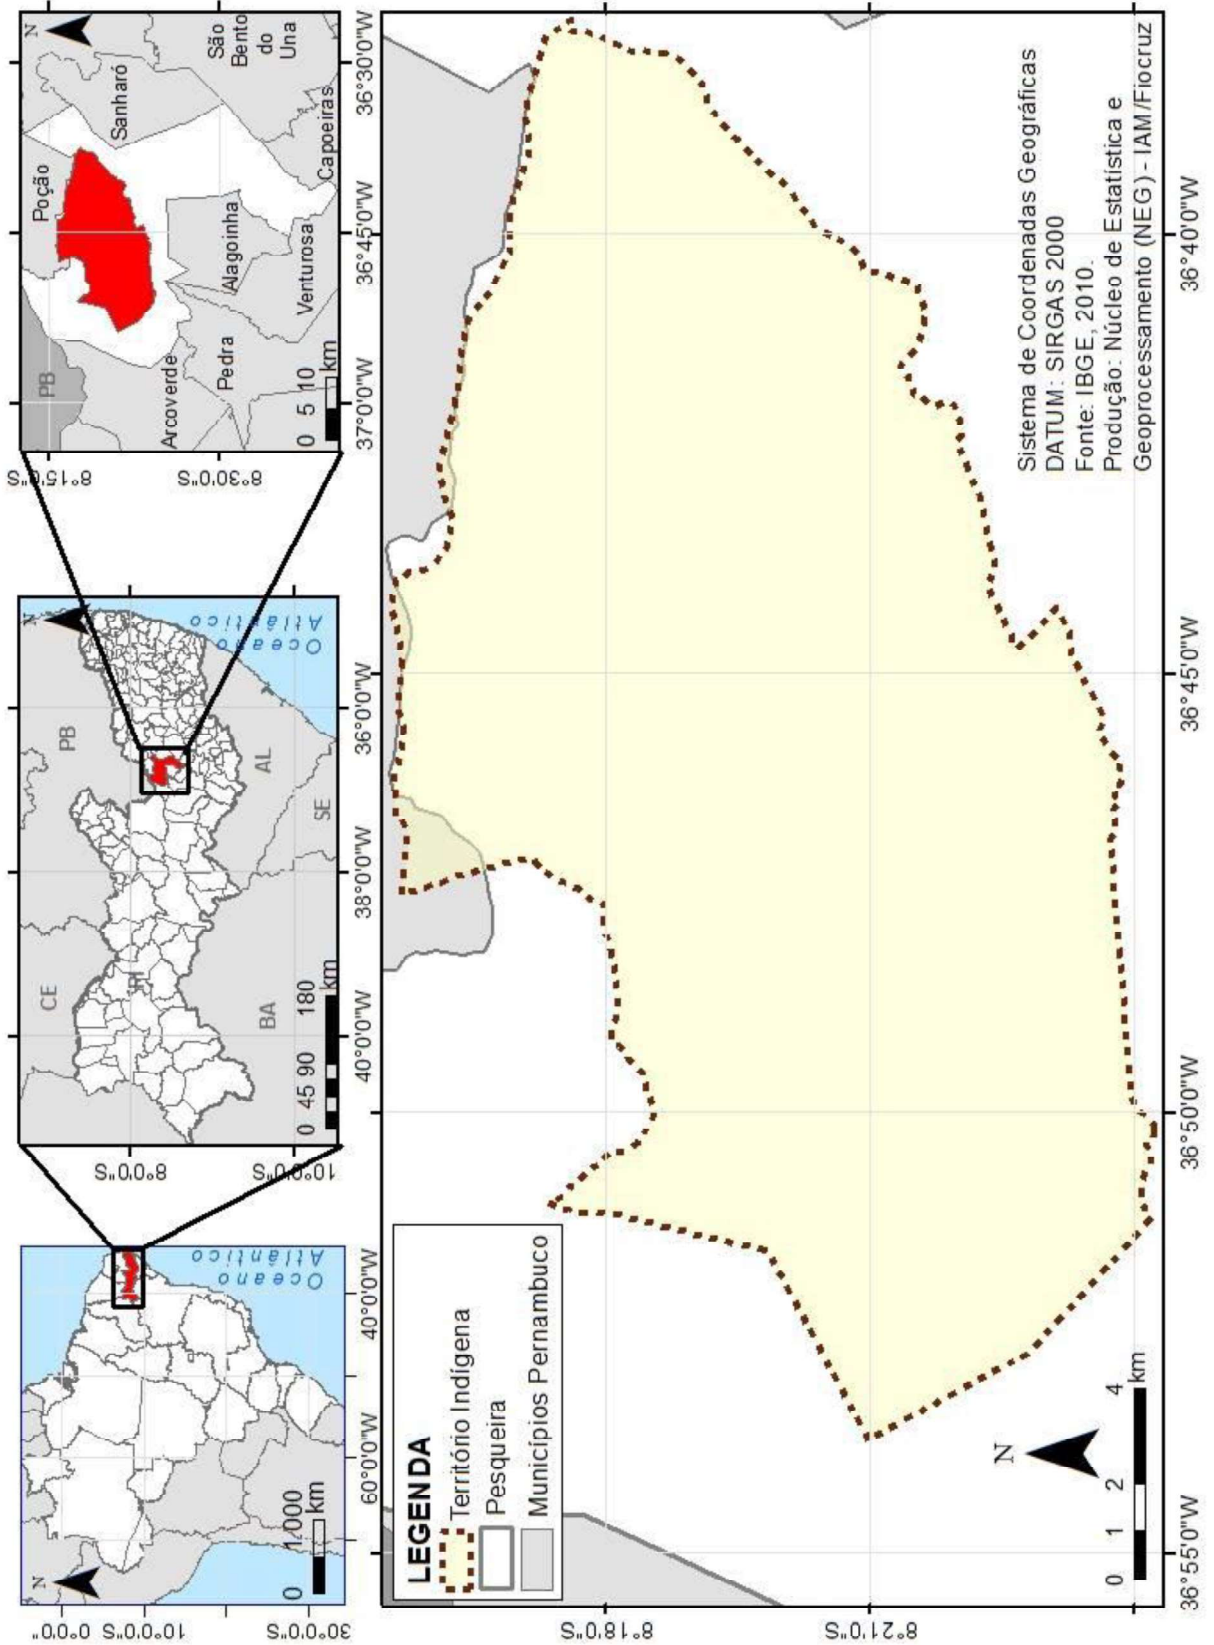 N
0 1.000
km
60°0'0"W
40°0'0"W
0°0'0"
10°0'0"S
30°0'0"S
Oceano
Atlântico
N
CE
PB
PE
AL
SE
BA
Oceano
Atlântico
0 45 90 180
km
40°0'0"W
38°0'0"W
36°0'0"W
8°0'0"S
10°0'0"S
N
PB
Poção
Sanharó
São
Bento
do
Una
Arcoverde
Pedra
Alagoinha
Venturosa
Capoeiras
0 5 10
km
37°0'0"W
36°45'0"W
36°30'0"W
8°15'0"S
8°30'0"S
LEGENDA
Território Indígena
Pesqueira
Municípios Pernambuco
8°18'0"S
8°21'0"S
N
0 1 2 4
km
Sistema de Coordenadas Geográficas
DATUM: SIRGAS 2000
Fonte: IBGE, 2010.
Produção: Núcleo de Estatística e
Geoprocessamento (NEG) - IAM/Fiocruz
36°55'0"W
36°50'0"W
36°45'0"W
36°40'0"W